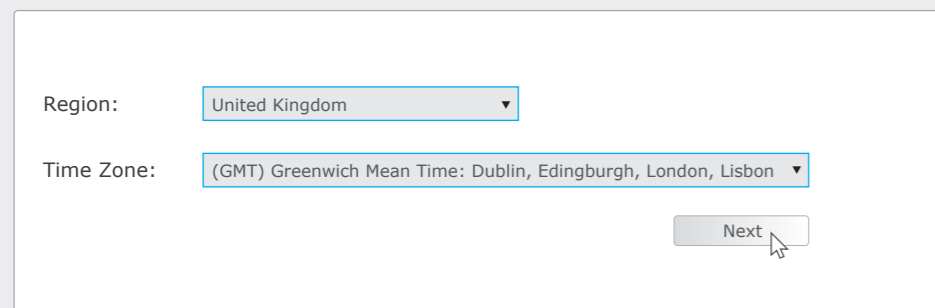 Region: United Kingdom
Time Zone: (GMT) Greenwich Mean Time: Dublin, Edingburgh, London, Lisbon
Next